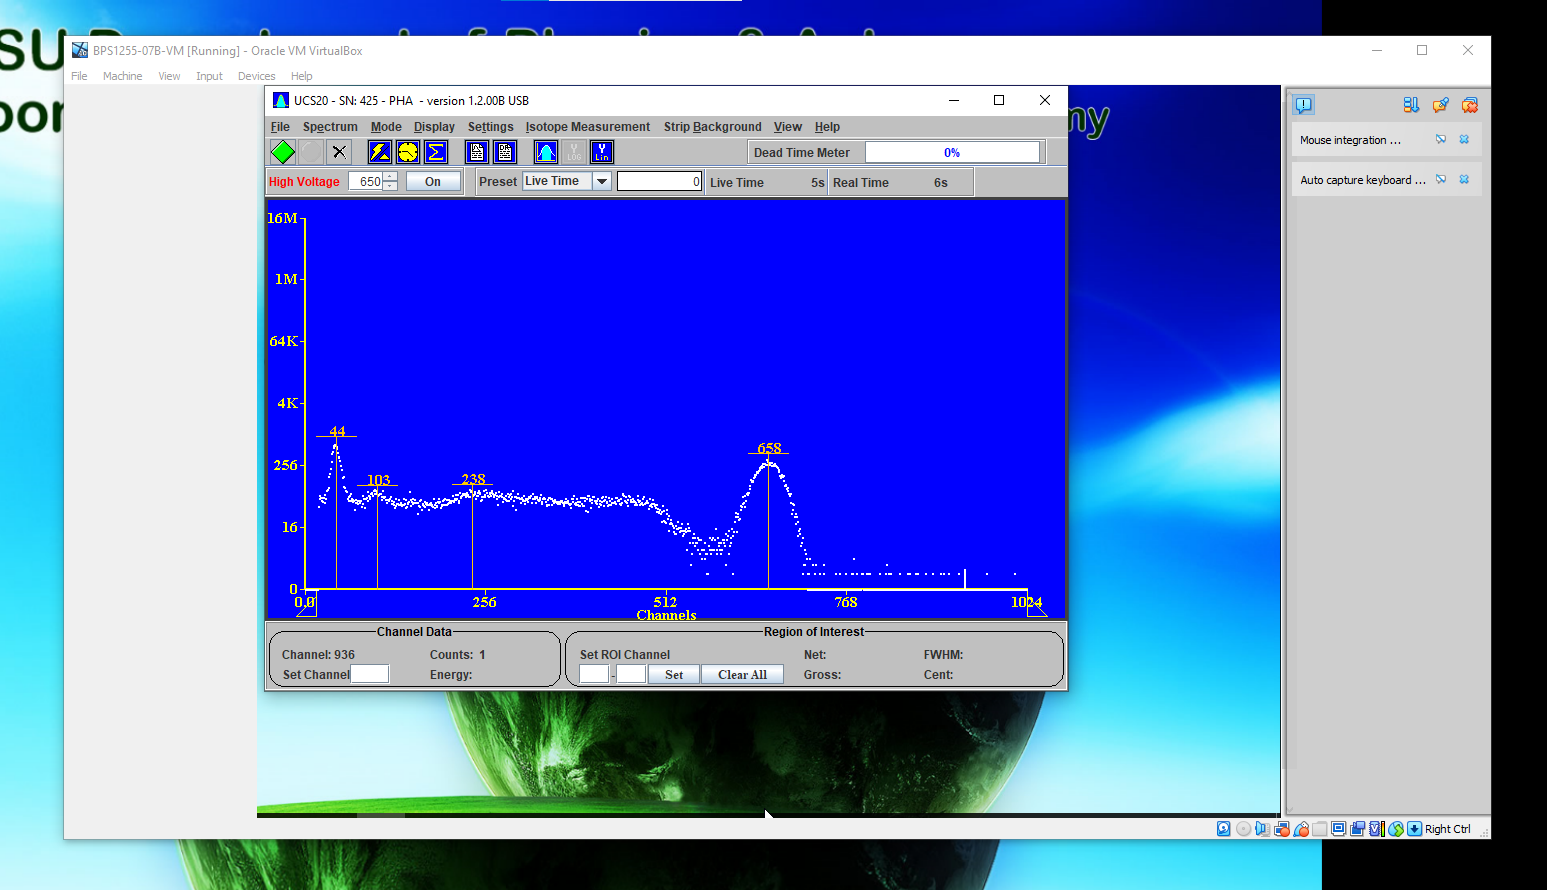 BPS1255-07B-VM [Running] - Oracle VM VirtualBox
File Machine View Input Devices Help
UCS20 - SN: 425 - PHA - version 1.2.00B USB
File Spectrum Mode Display Settings Isotope Measurement Strip Background View Help
Y LOG
Y Lin
Dead Time Meter 0%
High Voltage 650 On Preset Live Time 0 Live Time 5s Real Time 6s
Mouse integration ...
Auto capture keyboard ...
16M
1M
64K
4K
256
16
0
44
103
238
658
0,0 256 512 768 1024
Channels
Channel Data
Channel: 936 Counts: 1
Set Channel Energy:
Region of Interest
Set ROI Channel Net: FWHM:
- Set Clear All Gross: Cent:
Right Ctrl